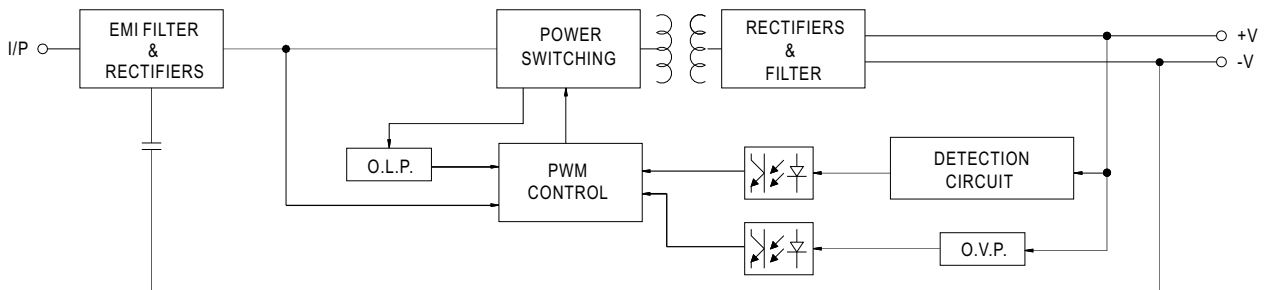 I/P
EMI FILTER
&
RECTIFIERS
POWER
SWITCHING
RECTIFIERS
&
FILTER
+V
-V
O.L.P.
PWM
CONTROL
DETECTION
CIRCUIT
O.V.P.